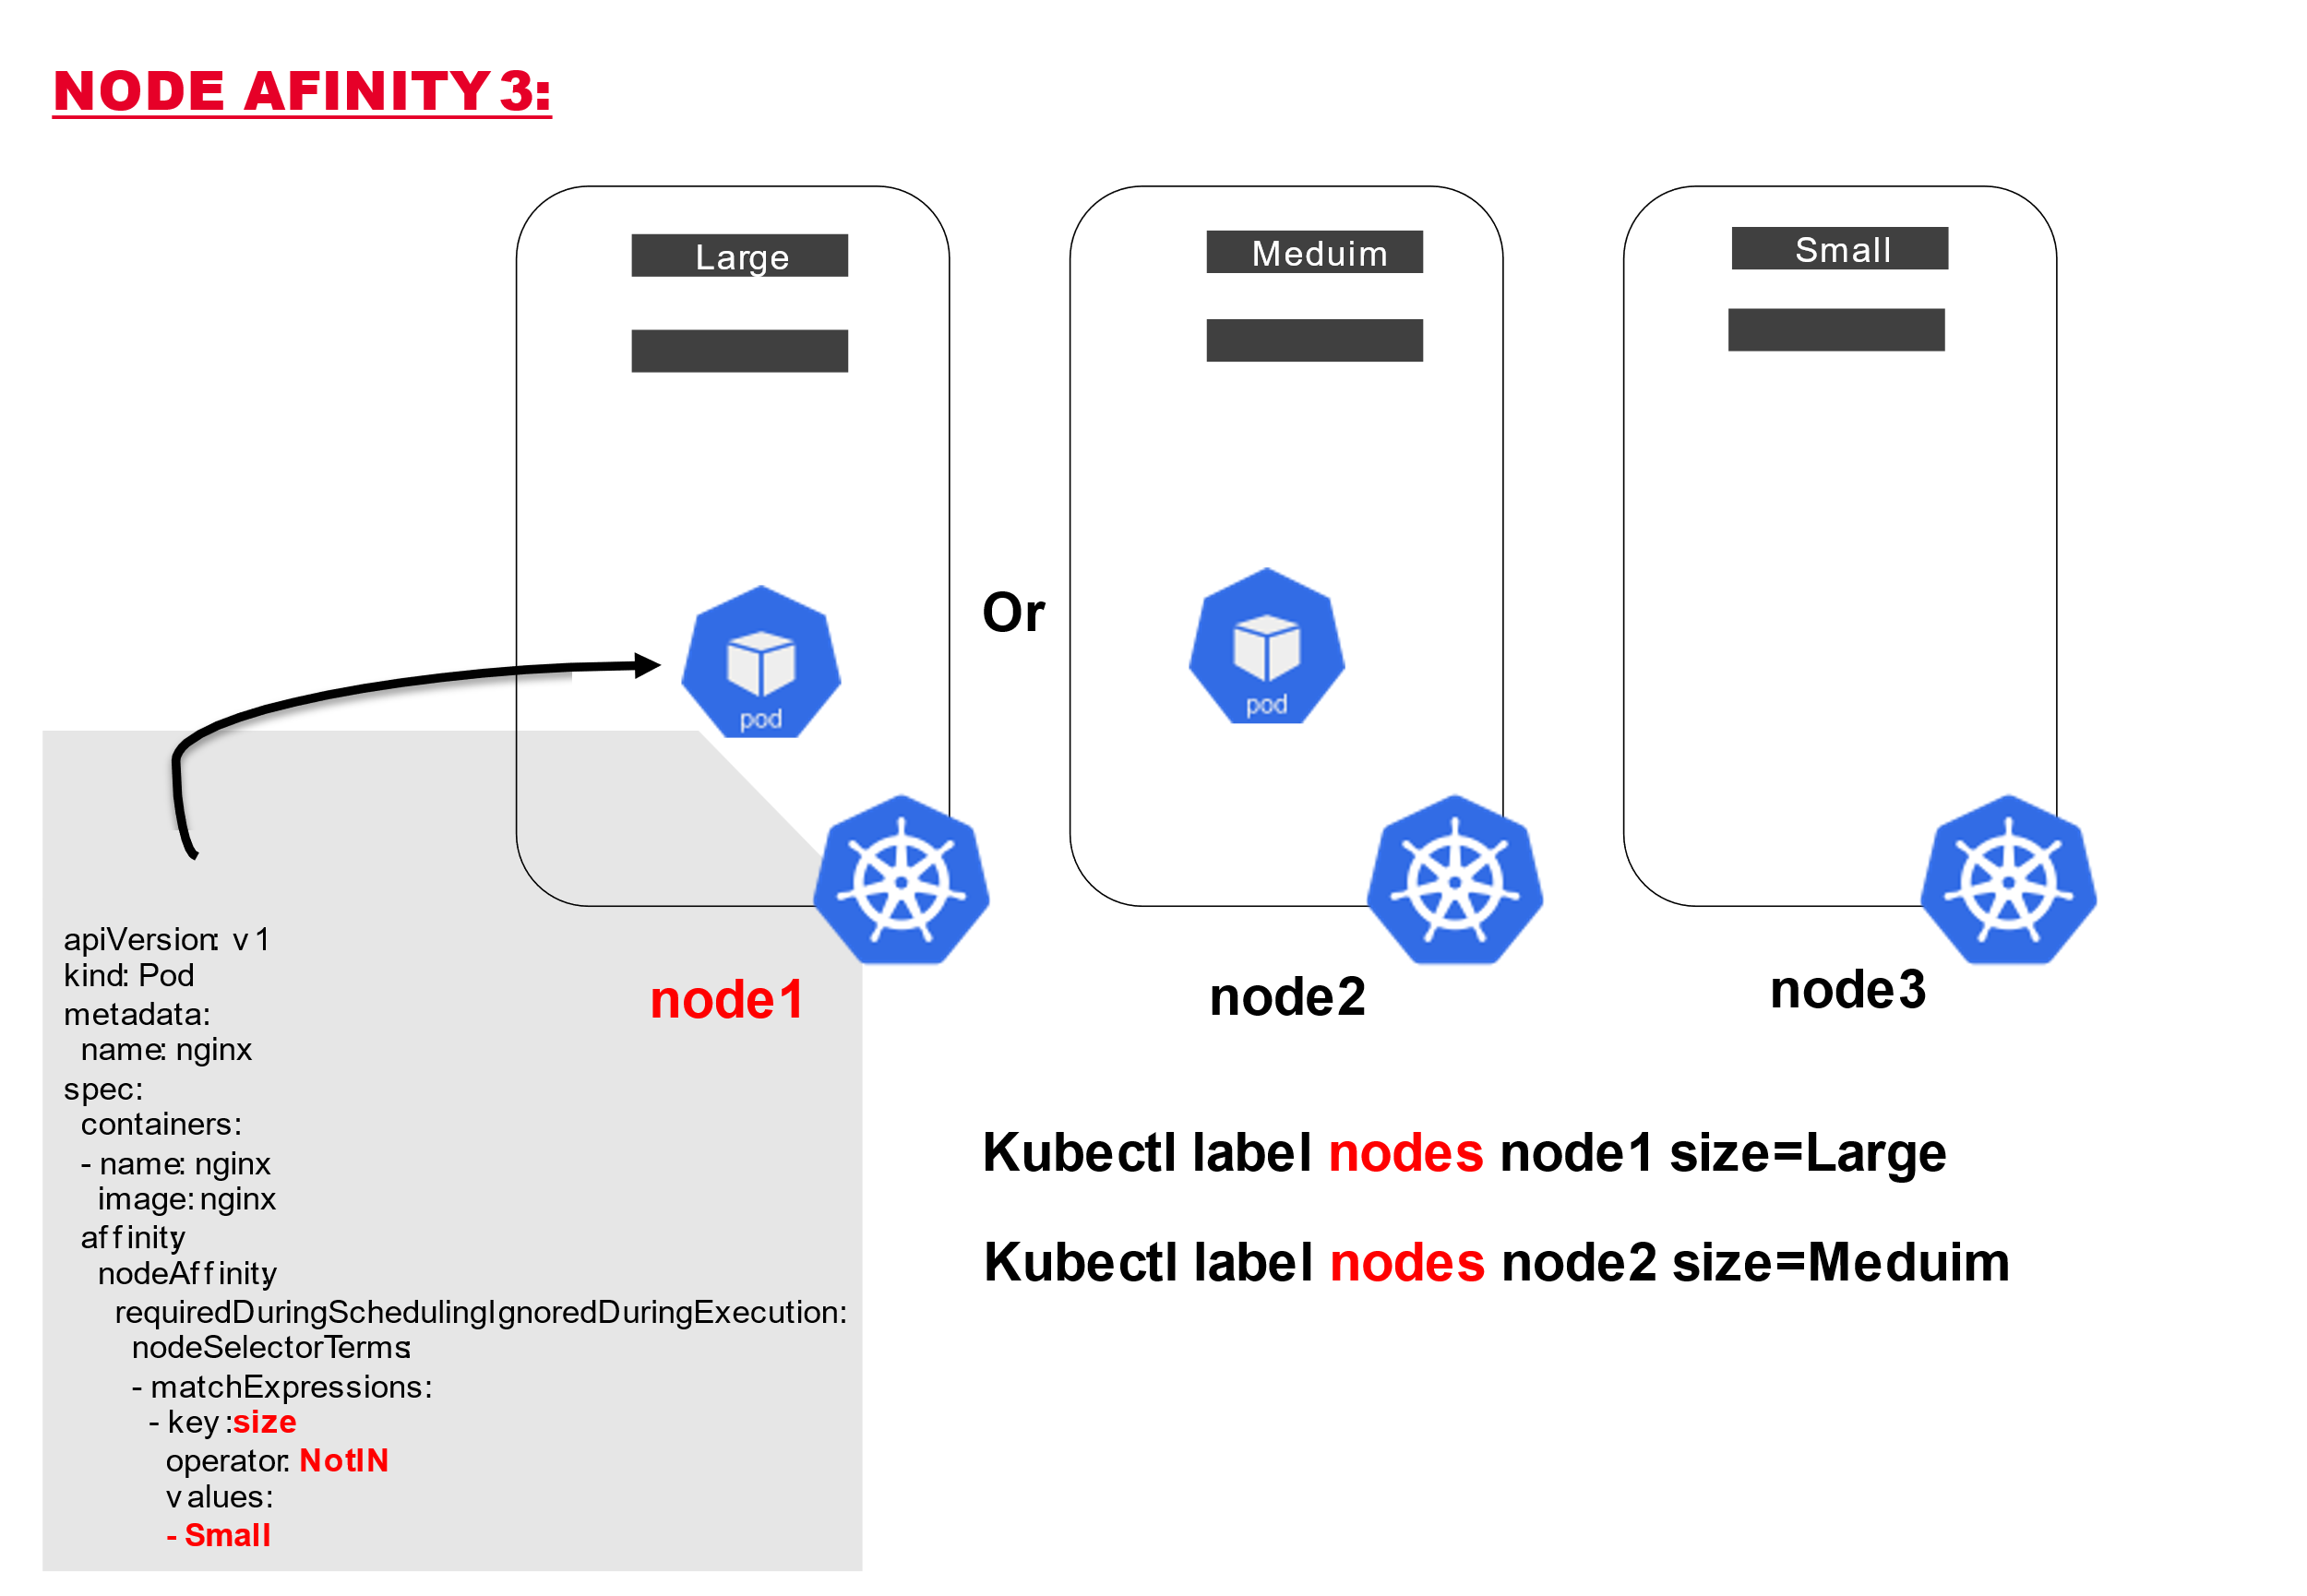 NODE AFINITY 3:
Large
Meduim
Small
Or
pod
pod
node1
node2
node3
apiVersion: v1
kind: Pod
metadata:
  name: nginx
spec:
  containers:
  - name: nginx
    image: nginx
  affinity:
    nodeAffinity:
      requiredDuringSchedulingIgnoredDuringExecution:
        nodeSelectorTerms:
        - matchExpressions:
          - key:size
            operator: NotIN
            values:
            - Small
Kubectl label nodes node1 size=Large
Kubectl label nodes node2 size=Meduim